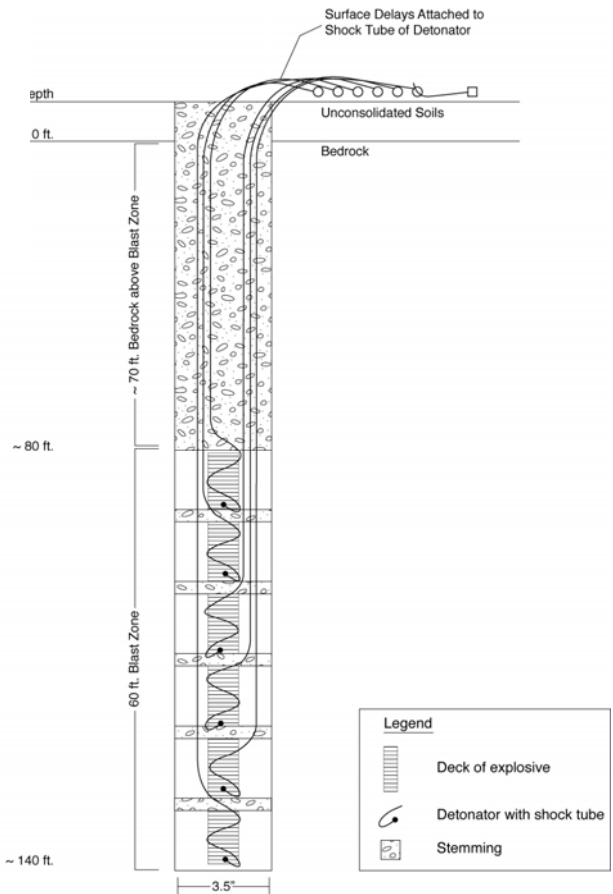 Surface Delays Attached to
Shock Tube of Detonator
epth
Unconsolidated Soils
0 ft.
Bedrock
~ 70 ft. Bedrock above Blast Zone
~ 80 ft.
60 ft. Blast Zone
Legend
Deck of explosive
Detonator with shock tube
Stemming
~ 140 ft.
3.5"